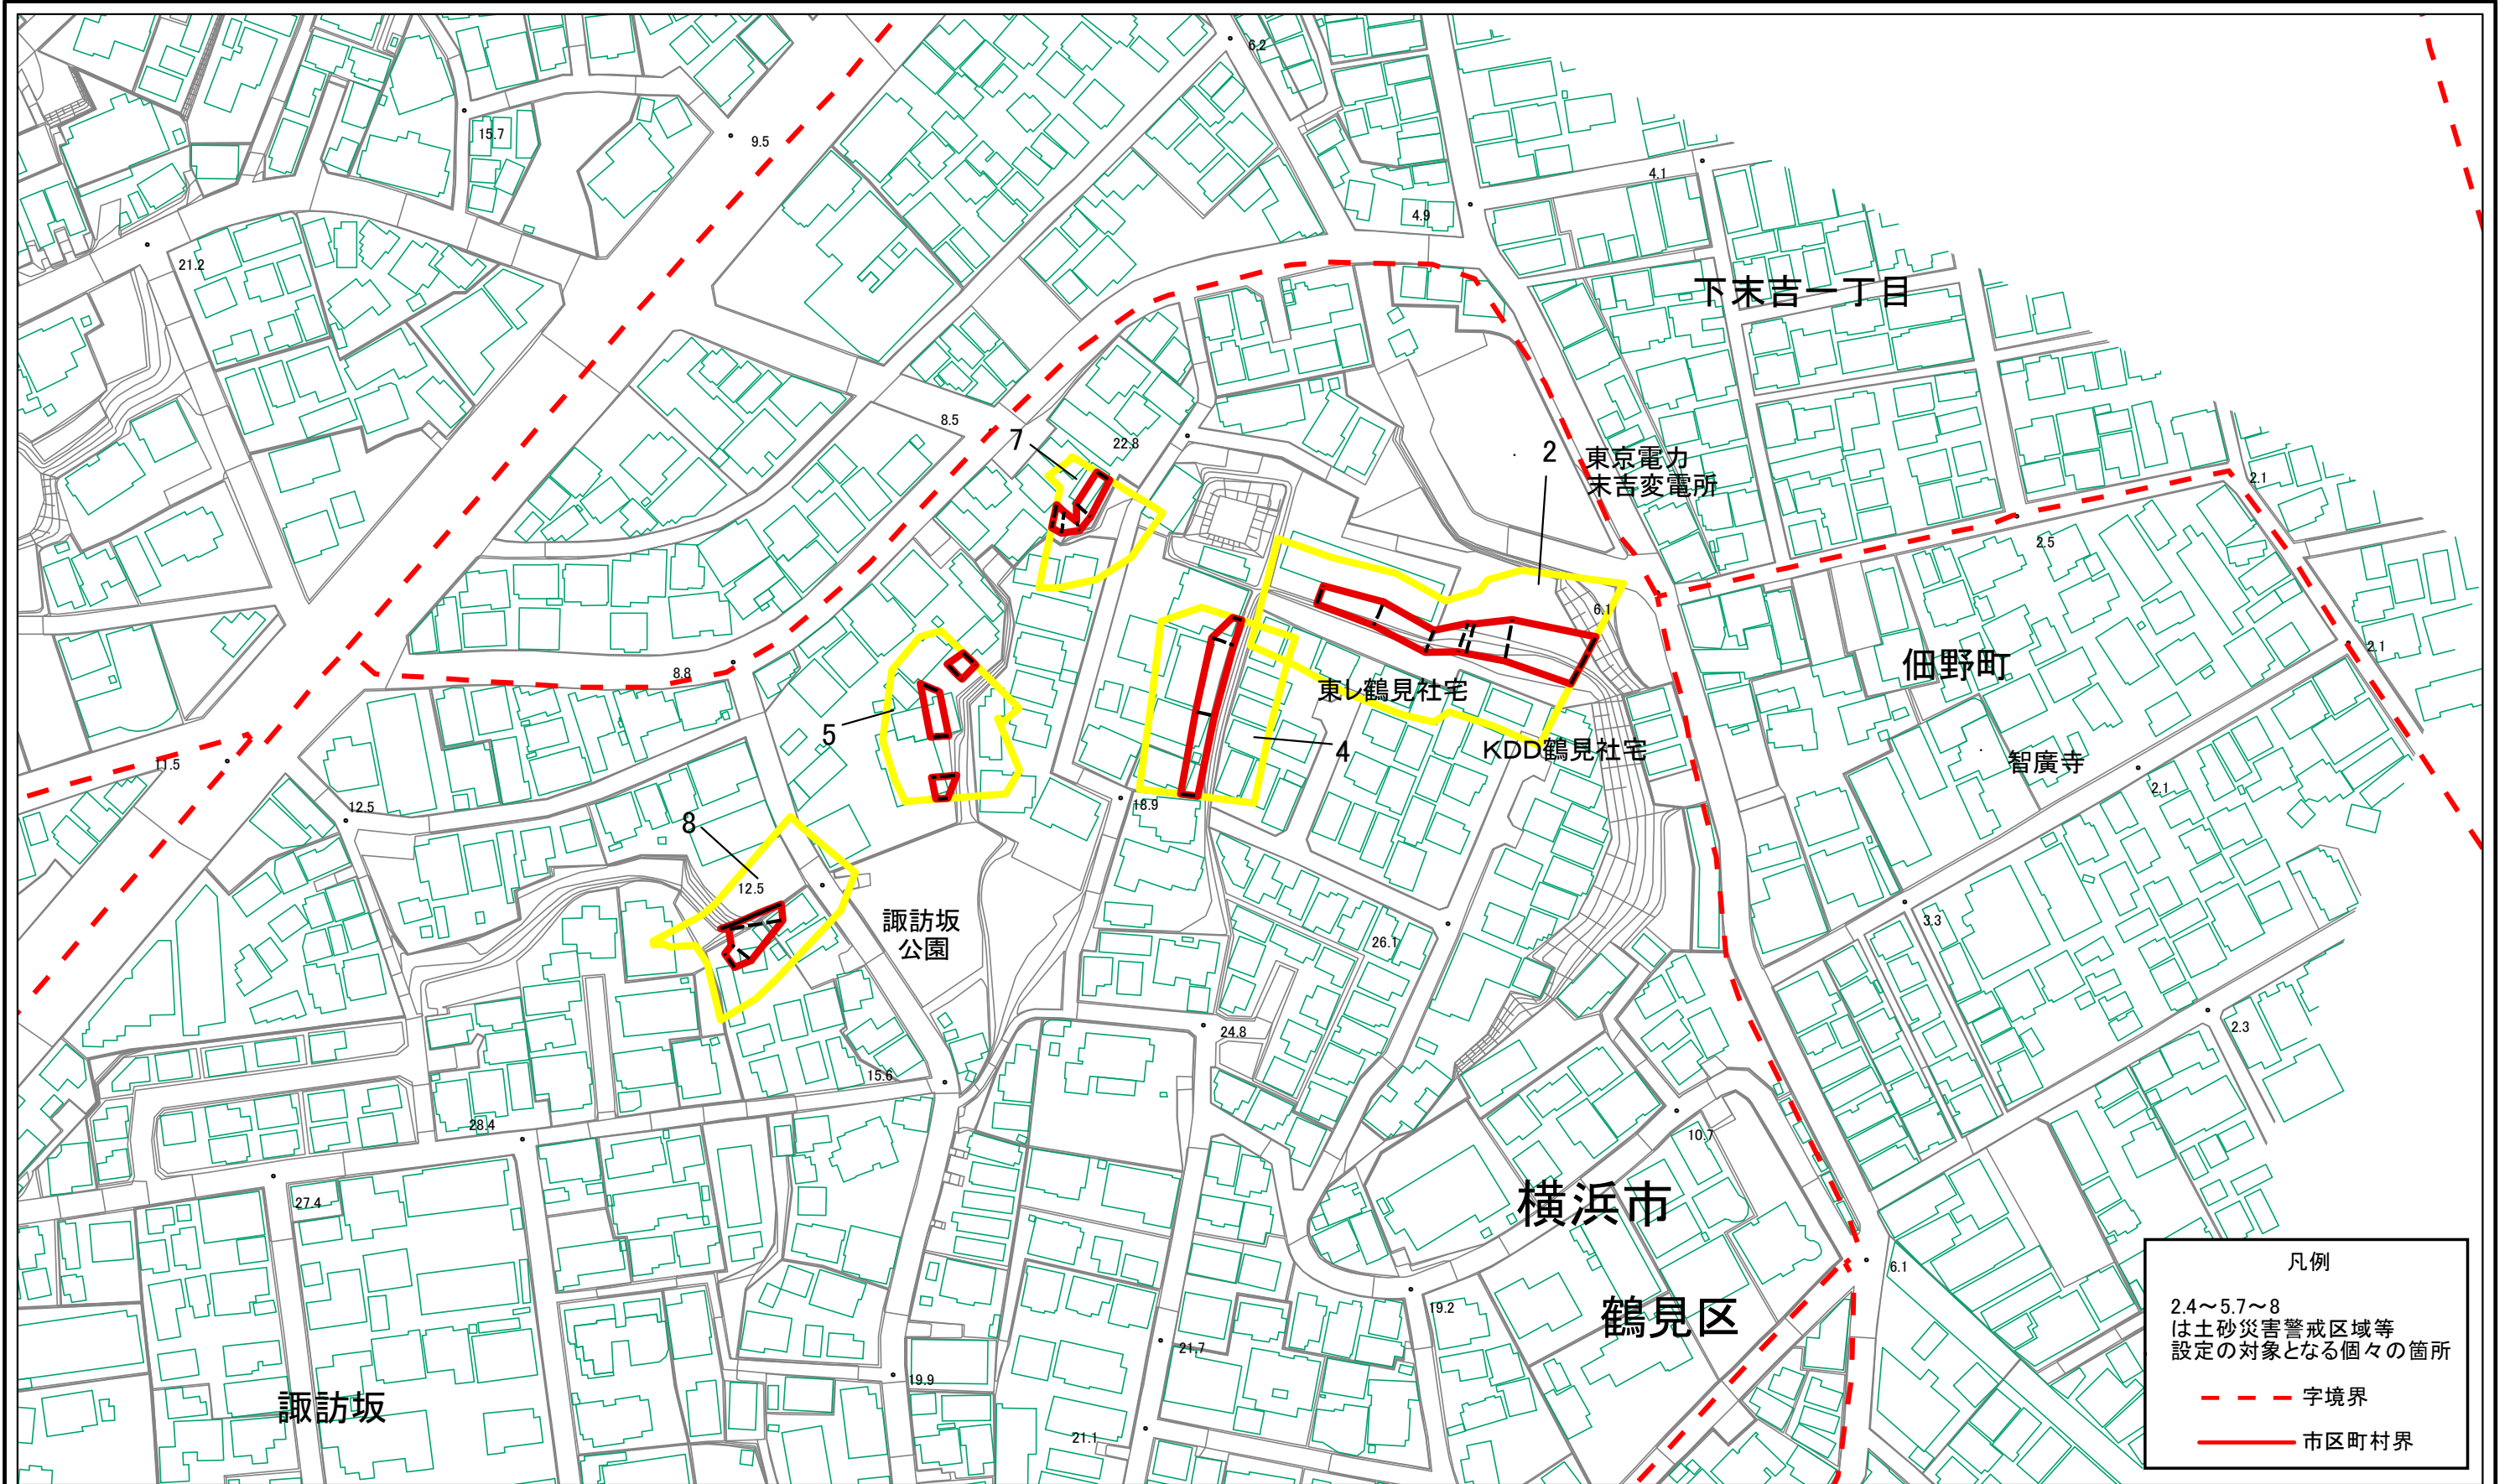 6.2
15.7
9.5
4.1
4.9
21.2
下末吉一丁目
8.5
7
22.8
2
東京電力
末吉変電所
2.1
2.5
6.1
2.1
佃野町
8.8
東レ鶴見社宅
5
4
KDD鶴見社宅
智廣寺
11.5
2.1
12.5
18.9
8
12.5
諏訪坂
公園
26.1
3.3
24.8
2.3
15.6
28.4
10.7
27.4
横浜市
6.1
19.2
鶴見区
21.7
19.9
諏訪坂
21.1
凡例
2.4～5.7～8
は土砂災害警戒区域等
設定の対象となる個々の箇所
字境界
市区町村界